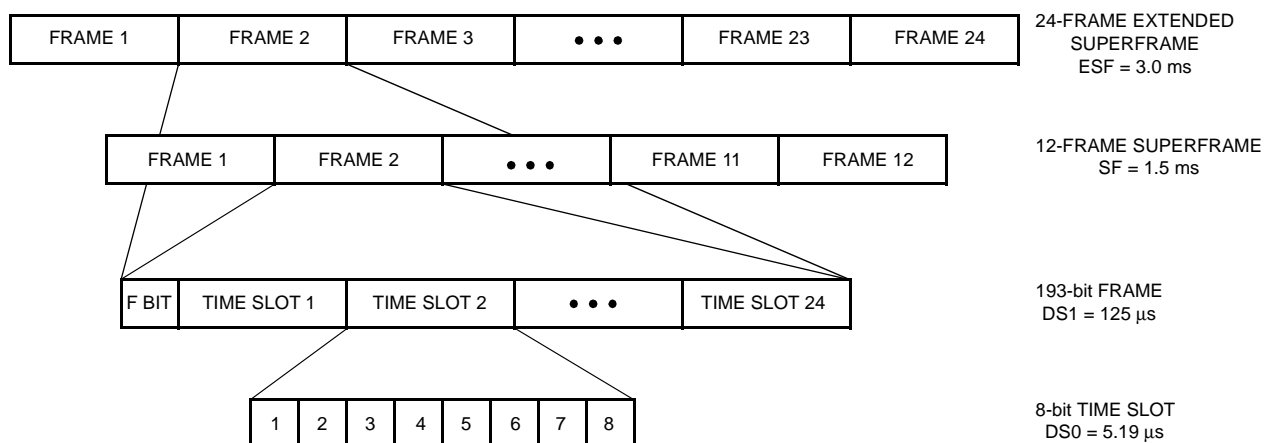 FRAME 1 FRAME 2 FRAME 3 ••• FRAME 23 FRAME 24
24-FRAME EXTENDED
SUPERFRAME
ESF = 3.0 ms
FRAME 1 FRAME 2 ••• FRAME 11 FRAME 12
12-FRAME SUPERFRAME
SF = 1.5 ms
F BIT TIME SLOT 1 TIME SLOT 2 ••• TIME SLOT 24
193-bit FRAME
DS1 = 125 µs
1 2 3 4 5 6 7 8
8-bit TIME SLOT
DS0 = 5.19 µs